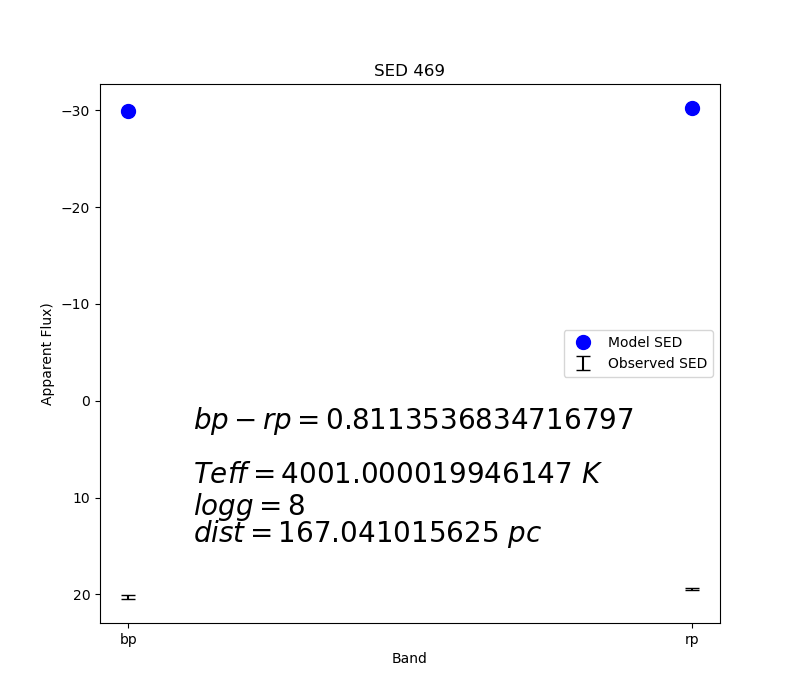 SED 469
−30
−20
−10
0
10
20
Apparent Flux)
Model SED
Observed SED
bp − rp = 0.8113536834716797
Teff = 4001.000019946147 K
logg = 8
dist = 167.041015625 pc
bp
rp
Band